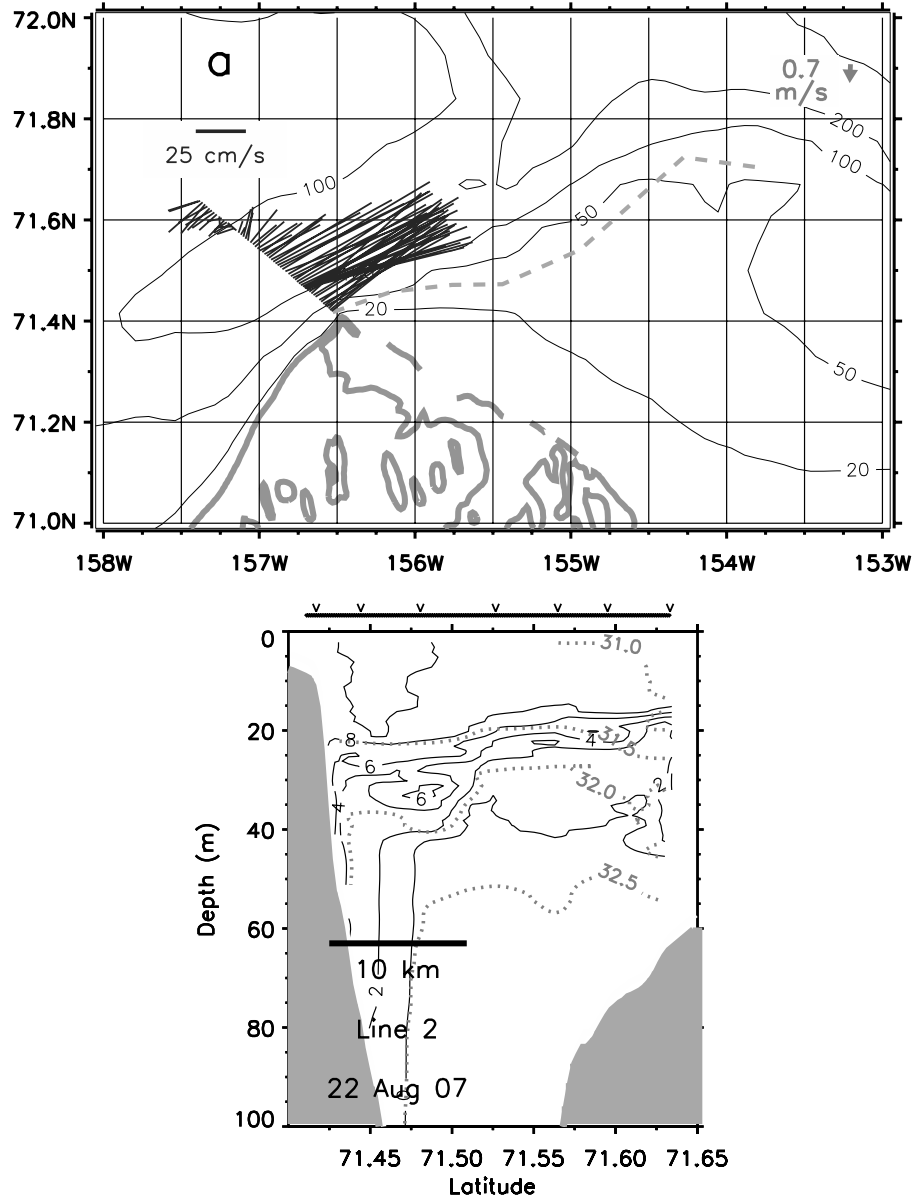 72.0N
a
0.7
m/s
71.8N
200
25 cm/s
100
100
71.6N
50
71.4N
20
50
71.2N
20
71.0N
158W 157W 156W 155W 154W 153W
v v v v v v v
0
31.0
20
8
4
31.5
6
2
32.0
6
4
40
32.5
Depth (m)
60
10 km
2
80
Line 2
22 Aug 07
0
100
71.45 71.50 71.55 71.60 71.65
Latitude